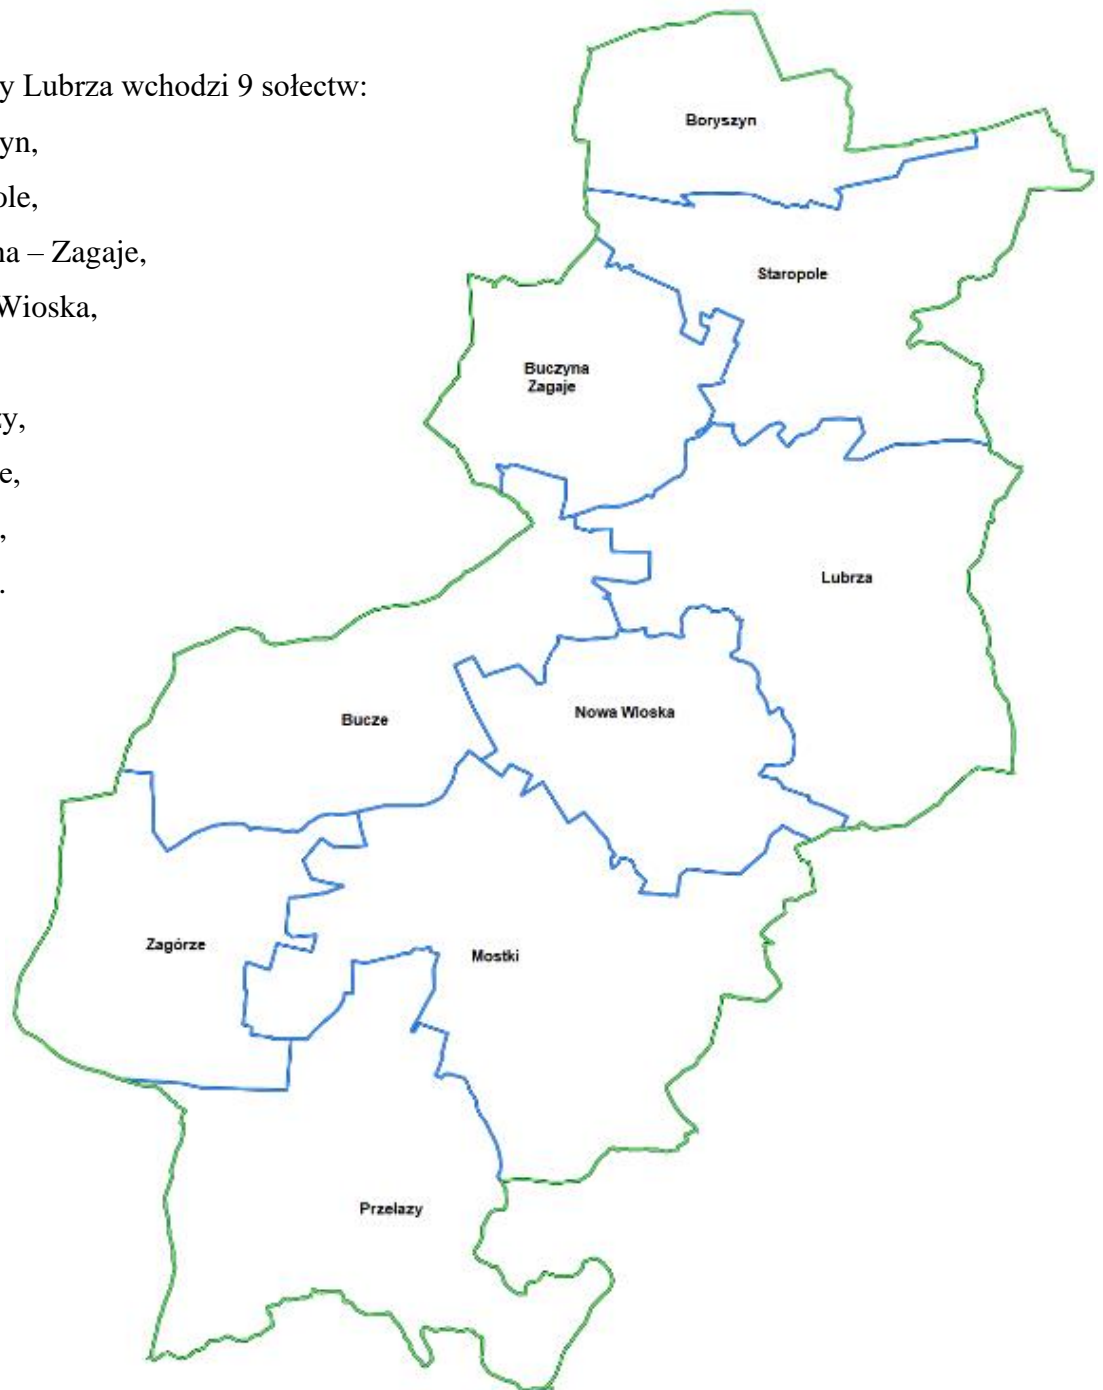 y Lubrza wchodzi 9 sołectw:
yn,
ole,
na – Zagaje,
Wioska,
y,
e,
,
.
Boryszyn
Staropole
Buczyna
Zagaje
Lubrza
Nowa Wioska
Bucze
Zagórze
Mostki
Przełazy